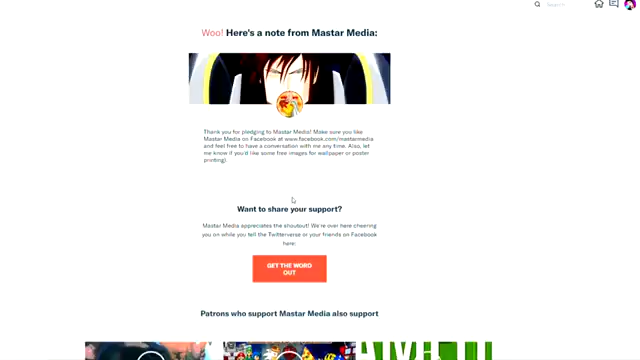 Search
Woo! Here's a note from Mastar Media:
Thank you for pledging to Mastar Media! Make sure you like
Mastar Media on Facebook at www.facebook.com/mastarmedia
and feel free to have a conversation with me any time. Also, let
me know if you'd like some free images for wallpaper or poster
printing).
Want to share your support?
Mastar Media appreciates the shoutout! We're over here cheering
you on while you tell the Twitterverse or your friends on Facebook
here:
GET THE WORD
OUT
Patrons who support Mastar Media also support